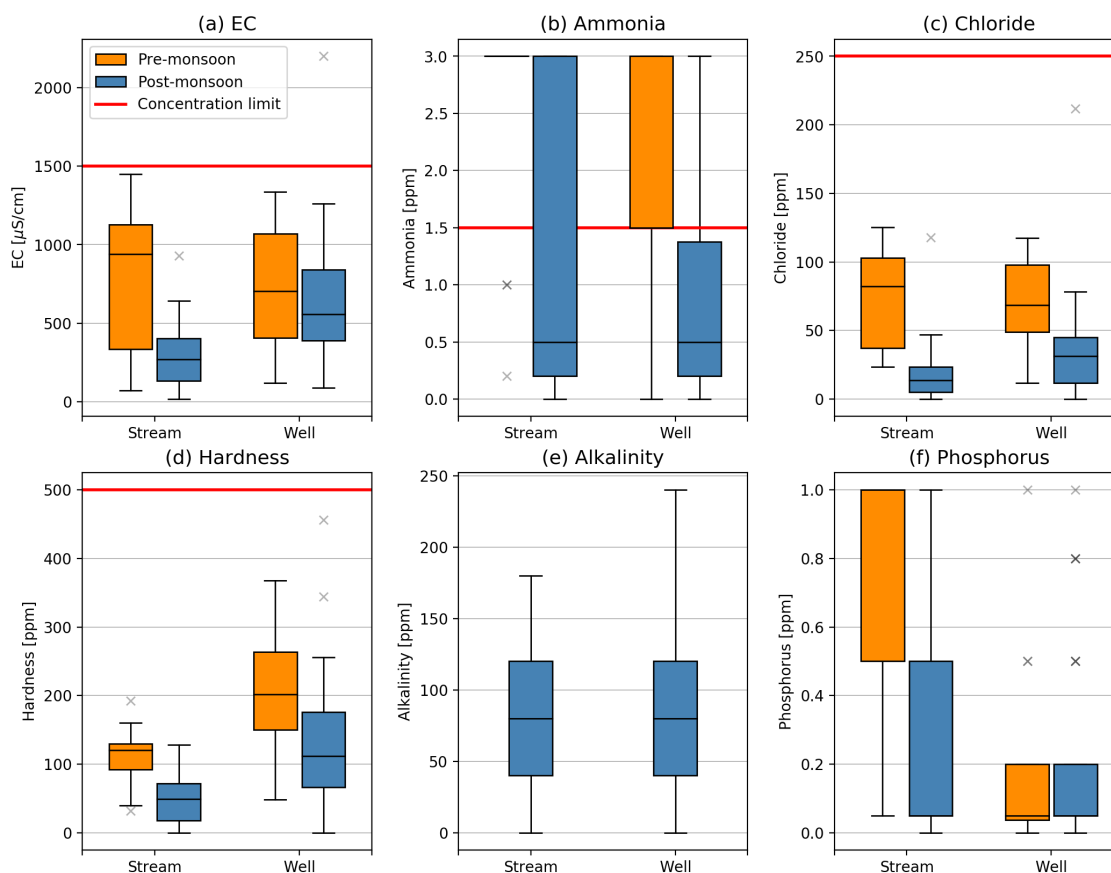 (a) EC
(b) Ammonia
(c) Chloride
Pre-monsoon
Post-monsoon
Concentration limit
EC [μS/cm]
2000
1500
1000
500
0
Stream
Well
Ammonia [ppm]
3.0
2.5
2.0
1.5
1.0
0.5
0.0
Stream
Well
Chloride [ppm]
250
200
150
100
50
0
Stream
Well
(d) Hardness
(e) Alkalinity
(f) Phosphorus
Hardness [ppm]
500
400
300
200
100
0
Stream
Well
Alkalinity [ppm]
250
200
150
100
50
0
Stream
Well
Phosphorus [ppm]
1.0
0.8
0.6
0.4
0.2
0.0
Stream
Well